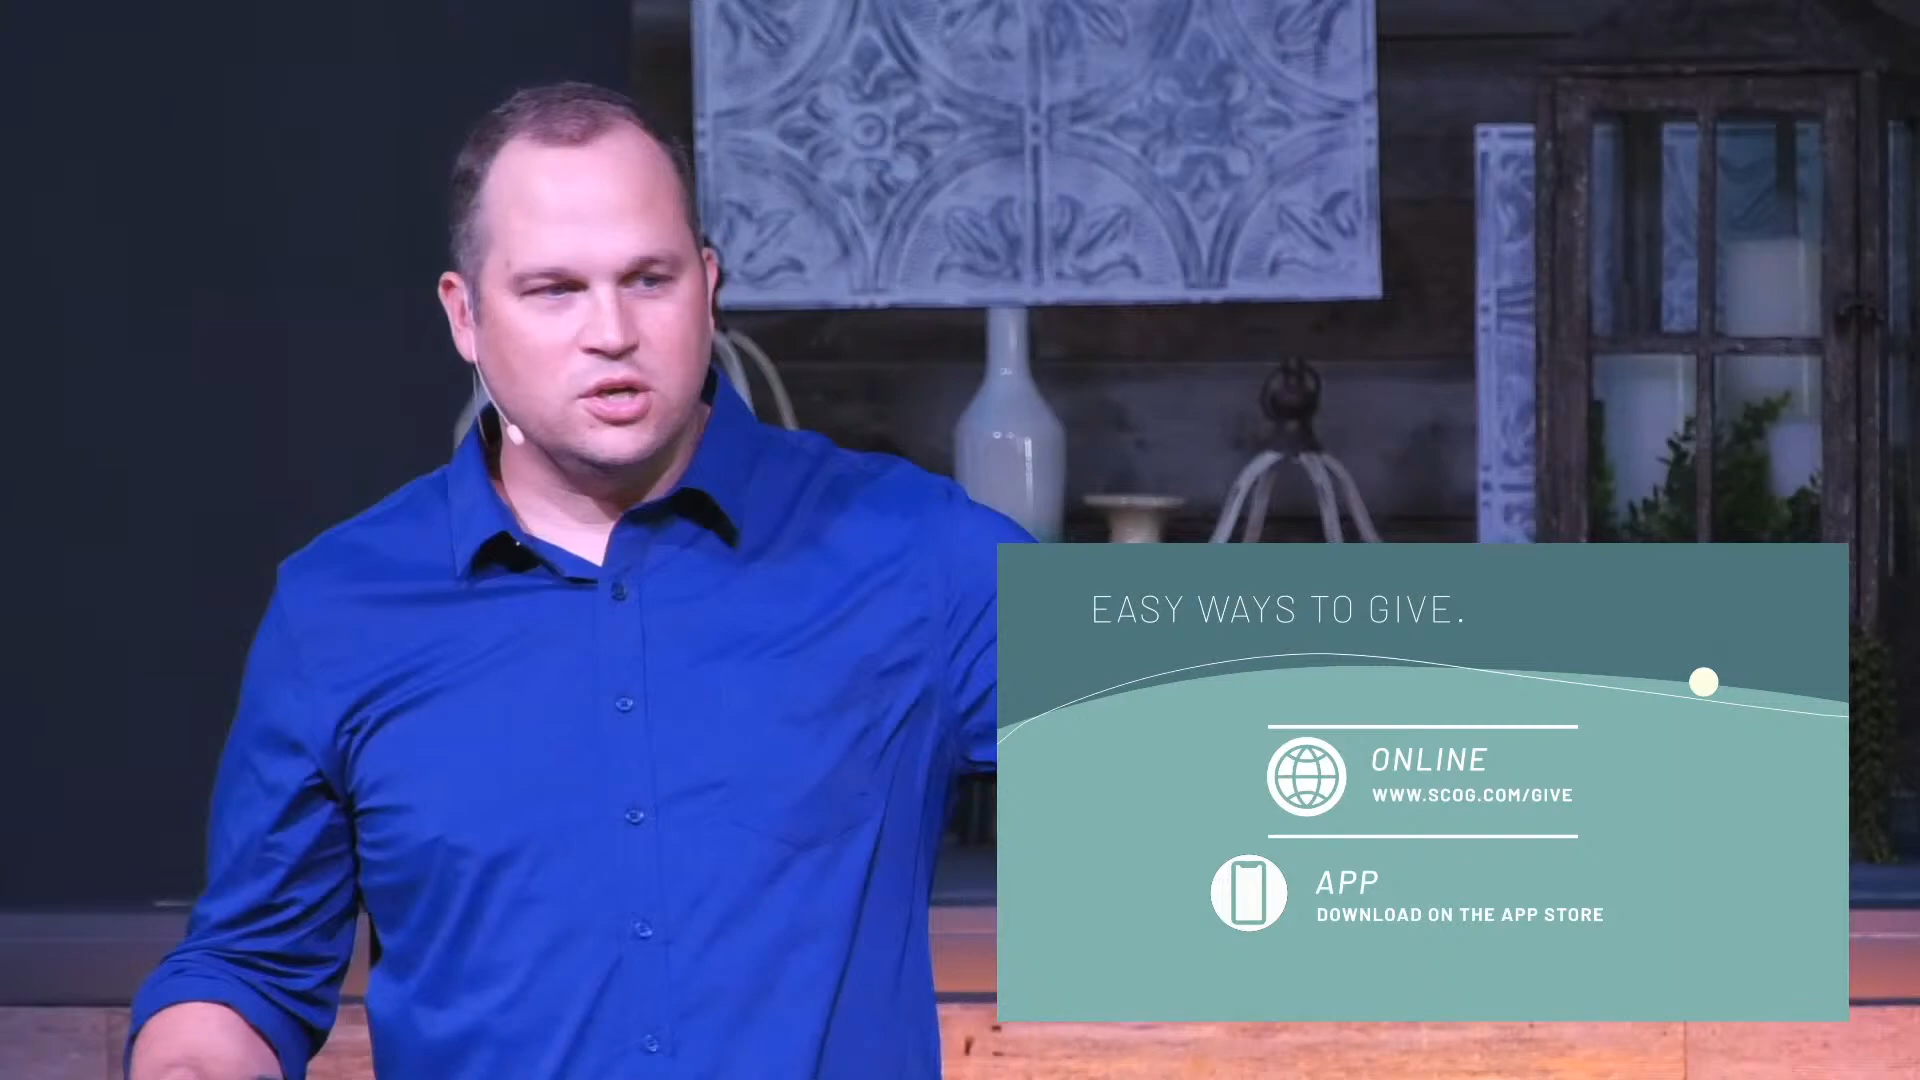 EASY WAYS TO GIVE.
ONLINE
WWW.SCOG.COM/GIVE
APP
DOWNLOAD ON THE APP STORE